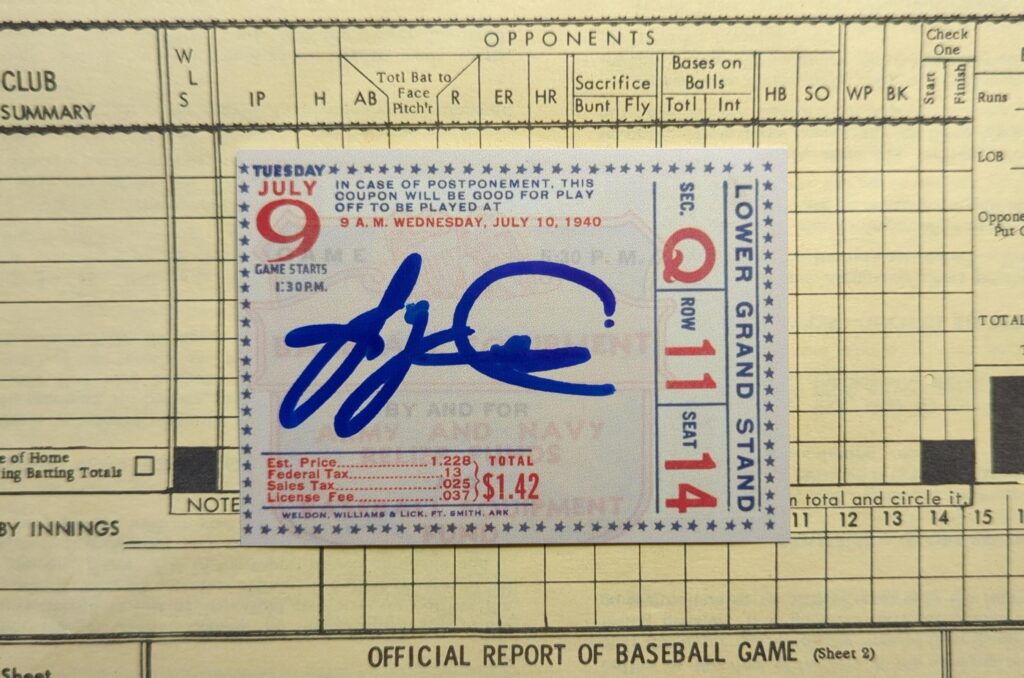 OPPONENTS
Check
One
CLUB
SUMMARY
W
L
S
IP
H
AB
Totl Bat to
Face
Pitch'r
R
ER
HR
Sacrifice
Bunt
Fly
Bases on
Balls
Totl
Int
HB
SO
WP
BK
Start
Finish
Runs
LOB
TUESDAY
JULY
9
GAME STARTS
1:30 P.M.
IN CASE OF POSTPONEMENT, THIS
COUPON WILL BE GOOD FOR PLAY
OFF TO BE PLAYED AT
9 A.M. WEDNESDAY, JULY 10, 1940
BY AND FOR
ARMY AND NAVY
Est. Price 1.228
Federal Tax .13
Sales Tax .025
License Fee .037
TOTAL
$1.42
WELDON, WILLIAMS & LICK, FT. SMITH, ARK
SEC.
Q
ROW
11
SEAT
14
LOWER GRAND STAND
Put
TOTAL
e of Home
ing Batting Totals
NOTE
n total and circle it.
BY INNINGS
11 12 13 14 15
OFFICIAL REPORT OF BASEBALL GAME (Sheet 2)
Sheet